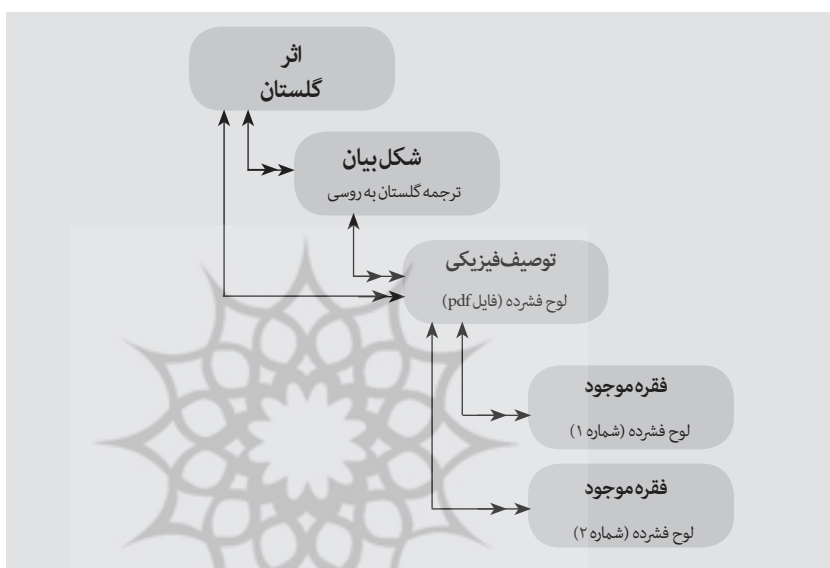 اثر
گلستان
شکل بیان
ترجمه گلستان به روسی
توصیف فیزیکی
لوح فشرده (فایل pdf)
فقره موجود
لوح فشرده (شماره ۱)
فقره موجود
لوح فشرده (شماره ۲)